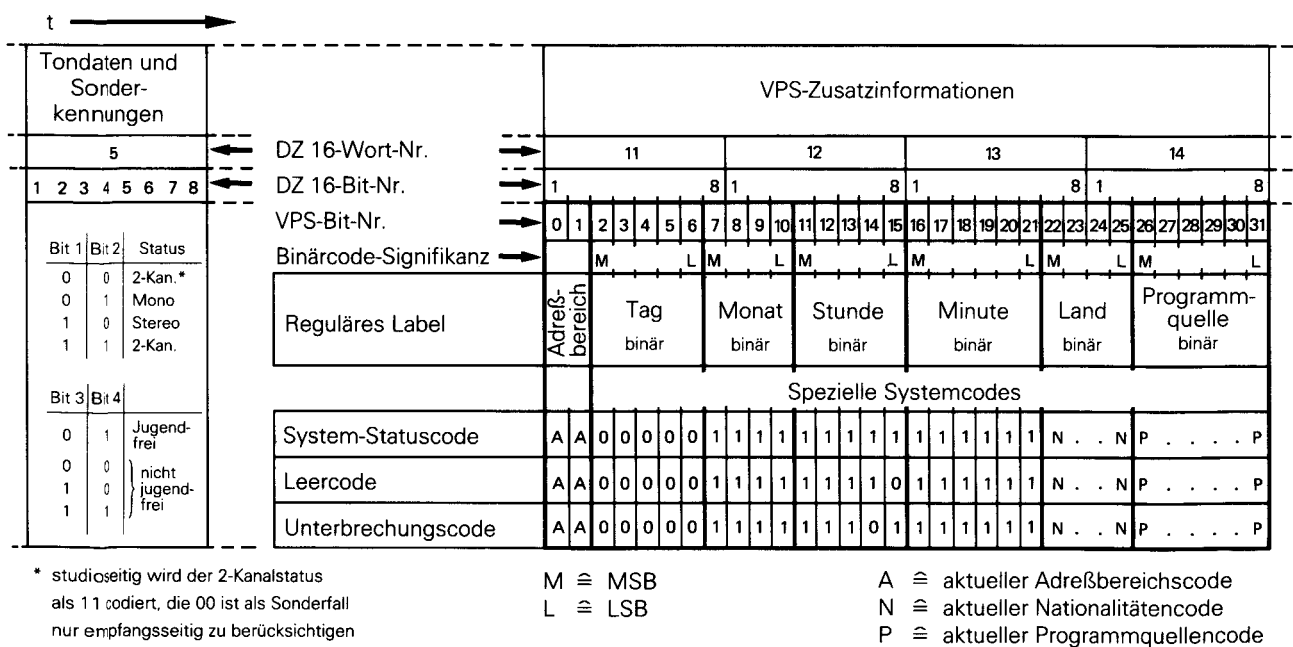 t
Tondaten und
Sonder-
kennungen
VPS-Zusatzinformationen
5 DZ 16-Wort-Nr. 11 12 13 14
1 2 3 4 5 6 7 8 DZ 16-Bit-Nr. 1 8 1 8 1 8 1 8
VPS-Bit-Nr. 0 1 2 3 4 5 6 7 8 9 10 11 12 13 14 15 16 17 18 19 20 21 22 23 24 25 26 27 28 29 30 31
Binärcode-Signifikanz M L M L M L M L M L M L
Bit 1 Bit 2 Status
0 0 2-Kan.*
0 1 Mono
1 0 Stereo
1 1 2-Kan.
Reguläres Label
Adreß-
bereich
Tag
binär
Monat
binär
Stunde
binär
Minute
binär
Land
binär
Programm-
quelle
binär
Spezielle Systemcodes
Bit 3 Bit 4
0 1 Jugend-
frei
0 0 nicht
1 0 jugend-
1 1 frei
System-Statuscode A A 0 0 0 0 0 1 1 1 1 1 1 1 1 1 1 1 1 1 1 1 N . . N P . . . . P
Leercode A A 0 0 0 0 0 1 1 1 1 1 1 1 1 0 1 1 1 1 1 1 N . . N P . . . . P
Unterbrechungscode A A 0 0 0 0 0 1 1 1 1 1 1 1 0 1 1 1 1 1 1 1 N . . N P . . . . P
* studioseitig wird der 2-Kanalstatus
als 11 codiert, die 00 ist als Sonderfall
nur empfangsseitig zu berücksichtigen
M ≙ MSB
L ≙ LSB
A ≙ aktueller Adreßbereichscode
N ≙ aktueller Nationalitätencode
P ≙ aktueller Programmquellencode